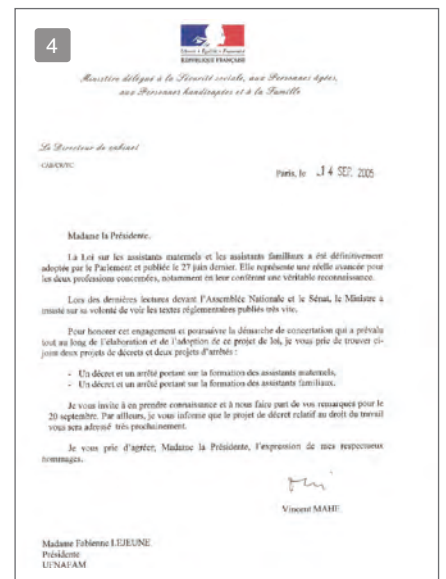 4
Liberté • Égalité • Fraternité
RÉPUBLIQUE FRANÇAISE
Ministère délégué à la Sécurité sociale, aux Personnes âgées,
aux Personnes handicapées et à la Famille
Le Directeur de cabinet
Paris, le 14 SEP. 2005
Madame la Présidente,
La Loi sur les assistants maternels et les assistants familiaux a été définitivement
adoptée par le Parlement et publiée le 27 juin dernier. Elle représente une réelle avancée pour
les deux professions concernées, notamment en leur conférant une véritable reconnaissance.
Lors des dernières lectures devant l'Assemblée Nationale et le Sénat, le Ministre a
insisté sur sa volonté de voir les textes réglementaires publiés très vite.
Pour honorer cet engagement et poursuivre la démarche de concertation qui a prévalu
tout au long de l'élaboration et de l'adoption de ce projet de loi, je vous prie de trouver ci-
joint deux projets de décrets et deux projets d'arrêtés :
- Un décret et un arrêté portant sur la formation des assistants maternels,
- Un décret et un arrêté portant sur la formation des assistants familiaux.
Je vous invite à en prendre connaissance et à nous faire part de vos remarques pour le
20 septembre. Par ailleurs, je vous informe que le projet de décret relatif au droit du travail
vous sera adressé très prochainement.
Je vous prie d'agréer, Madame la Présidente, l'expression de mes respectueux
hommages.
Vincent MAHE
Madame Fabienne LEJEUNE
Présidente
UFNAFAM